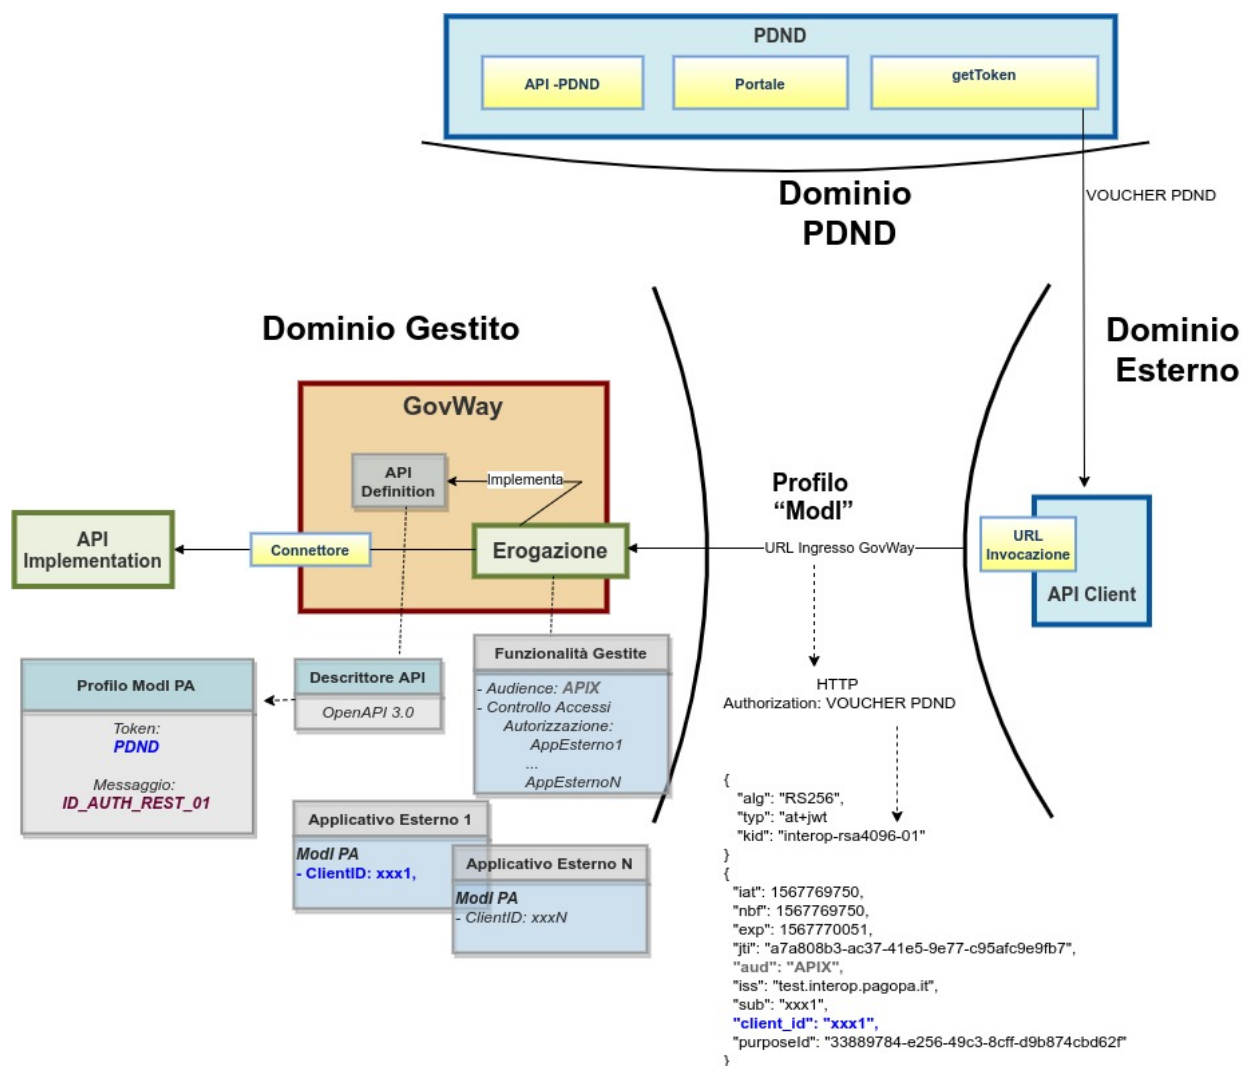 PDND
API -PDND
Portale
getToken
Dominio
PDND
VOUCHER PDND
Dominio Gestito
Dominio
Esterno
GovWay
API
Definition
Implementa
API
Implementation
Connettore
Erogazione
Profilo
“ModI”
URL Ingresso GovWay
URL
Invocazione
API Client
Profilo ModI PA
Token:
PDND
Messaggio:
ID_AUTH_REST_01
Descrittore API
OpenAPI 3.0
Funzionalità Gestite
- Audience: APIX
- Controllo Accessi
Autorizzazione:
AppEsterno1
...
AppEsternoN
Applicativo Esterno 1
ModI PA
- ClientID: xxx1,
Applicativo Esterno N
ModI PA
- ClientID: xxxN
HTTP
Authorization: VOUCHER PDND
{
"alg": "RS256",
"typ": "at+jwt
"kid": "interop-rsa4096-01"
}
{
"iat": 1567769750,
"nbf": 1567769750,
"exp": 1567770051,
"jti": "a7a808b3-ac37-41e5-9e77-c95afc9e9fb7",
"aud": "APIX",
"iss": "test.interop.pagopa.it",
"sub": "xxx1",
"client_id": "xxx1",
"purposeId": "33889784-e256-49c3-8cff-d9b874cbd62f"
}